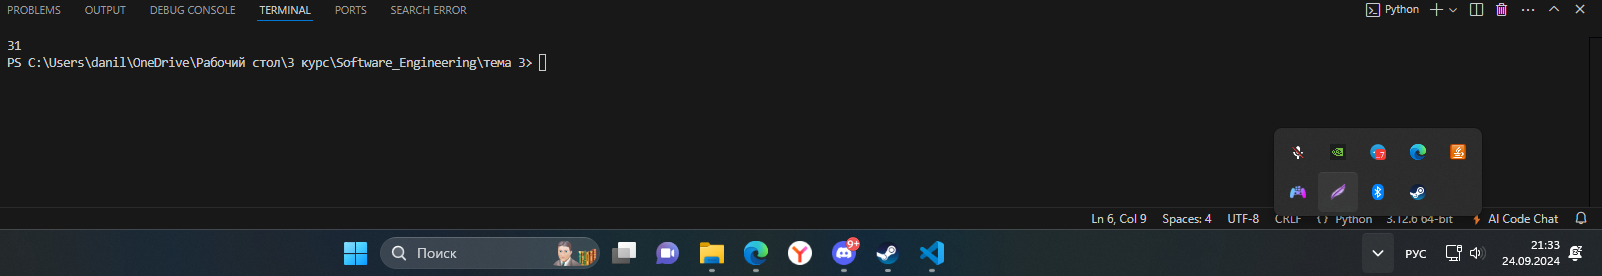 PROBLEMS OUTPUT DEBUG CONSOLE TERMINAL PORTS SEARCH ERROR Python
31
PS C:\Users\danil\OneDrive\Рабочий стол\3 курс\Software_Engineering\тема 3>
7
Ln 6, Col 9 Spaces: 4 UTF-8 CRLF { } Python 3.12.6 64-bit AI Code Chat
Поиск 9+ РУС 21:33
24.09.2024